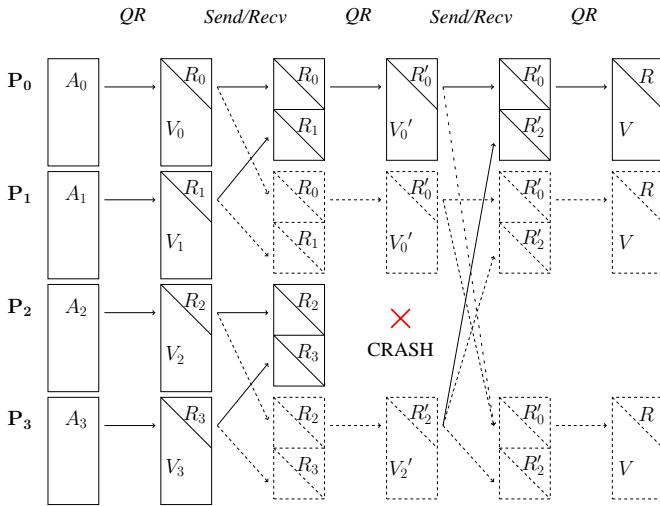 QR Send/Recv QR Send/Recv QR
P₀ A₀ R₀ R₀ R′₀ R′₀ R
V₀ R₁ V₀′ R′₂ V
P₁ A₁ R₁ R₀ R′₀ R′₀ R
V₁ R₁ V₀′ R′₂ V
P₂ A₂ R₂ R₂
V₂ R₃ CRASH
P₃ A₃ R₃ R₂ R′₂ R′₀ R
V₃ R₃ V₂′ R′₂ V